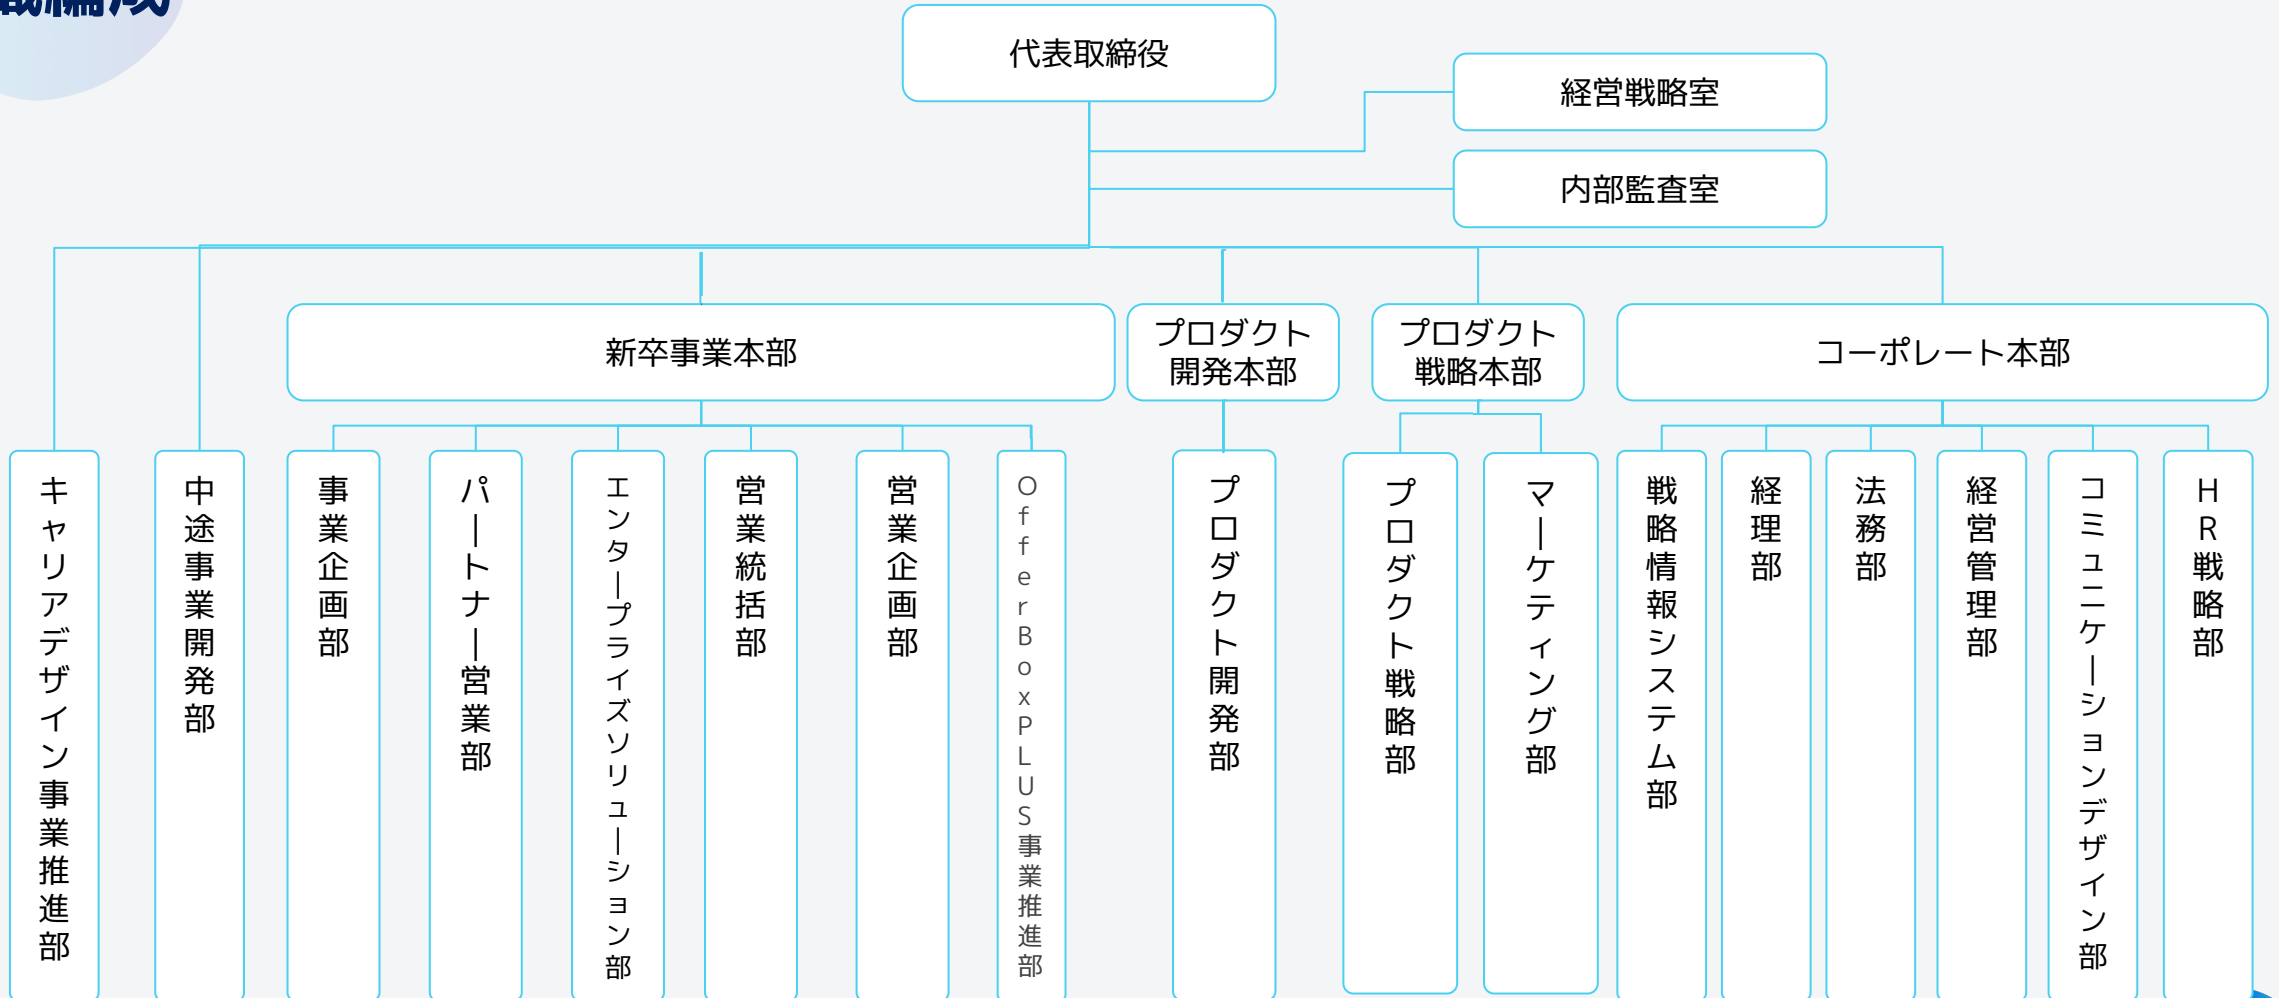 代表取締役
経営戦略室
内部監査室
新卒事業本部
プロダクト
開発本部
プロダクト
戦略本部
コーポレート本部
キャリアデザイン事業推進部
中途事業開発部
事業企画部
パートナー営業部
エンタープライズソリューション部
営業統括部
営業企画部
OfferBoxPLUS事業推進部
プロダクト開発部
プロダクト戦略部
マーケティング部
戦略情報システム部
経理部
法務部
経営管理部
コミュニケーションデザイン部
HR戦略部